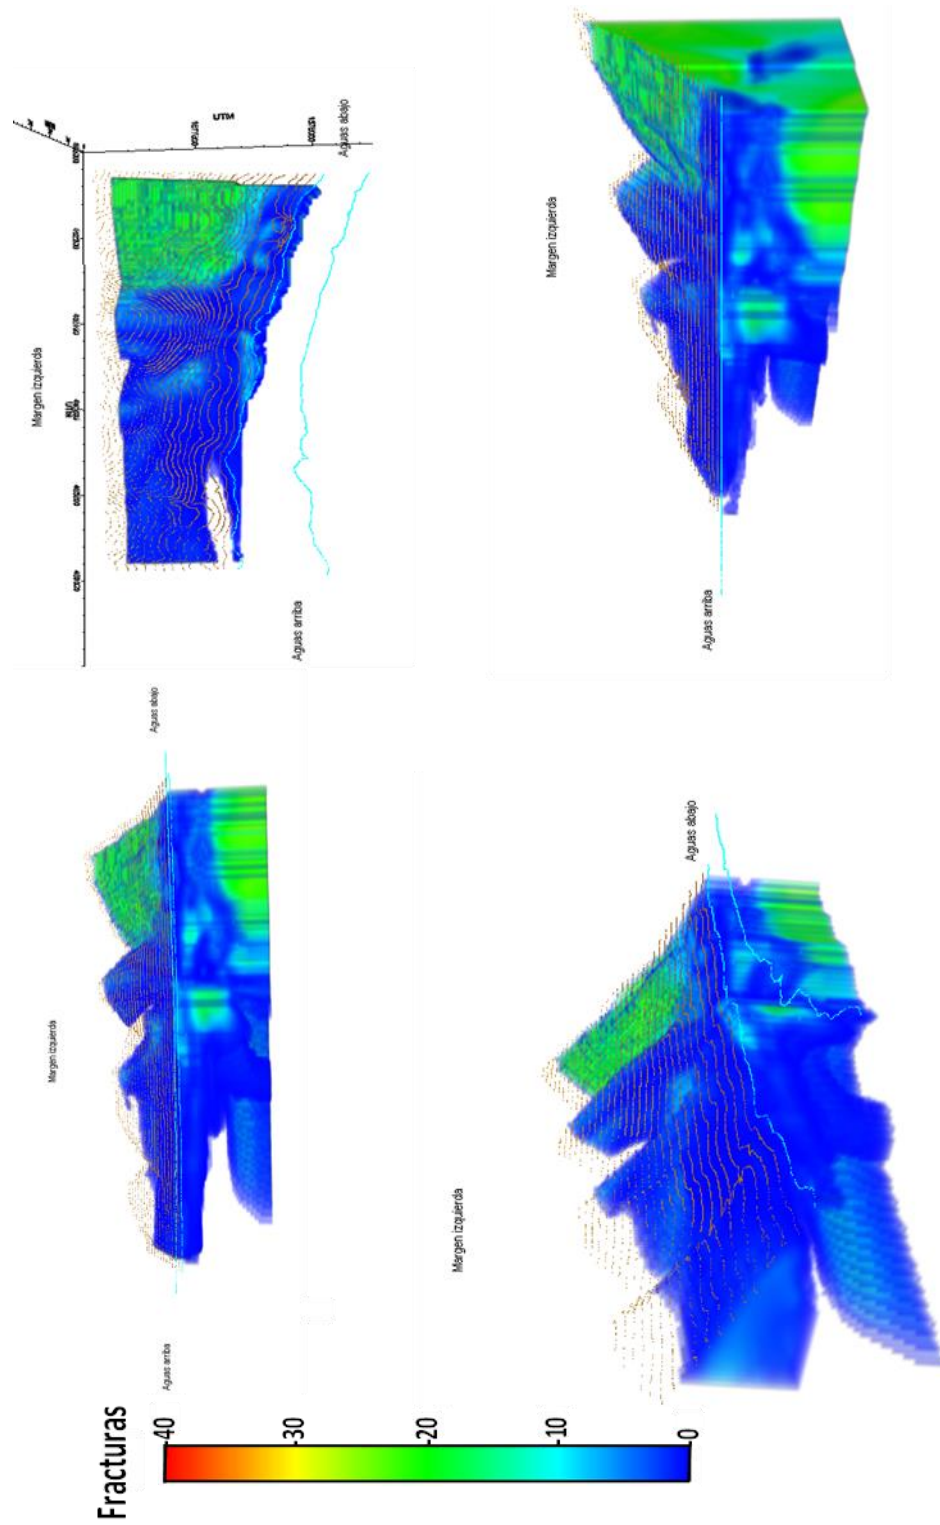 Fracturas
40
30
20
10
0
Margen izquierda
Aguas arriba
Aguas abajo
Margen izquierda
Aguas arriba
Aguas abajo
UTM
Margen izquierda
Aguas abajo
Margen izquierda
Aguas arriba